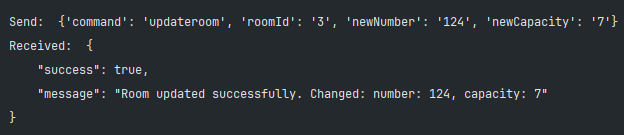 Send:  {'command': 'updateroom', 'roomId': '3', 'newNumber': '124', 'newCapacity': '7'}
Received:  {
    "success": true,
    "message": "Room updated successfully. Changed: number: 124, capacity: 7"
}